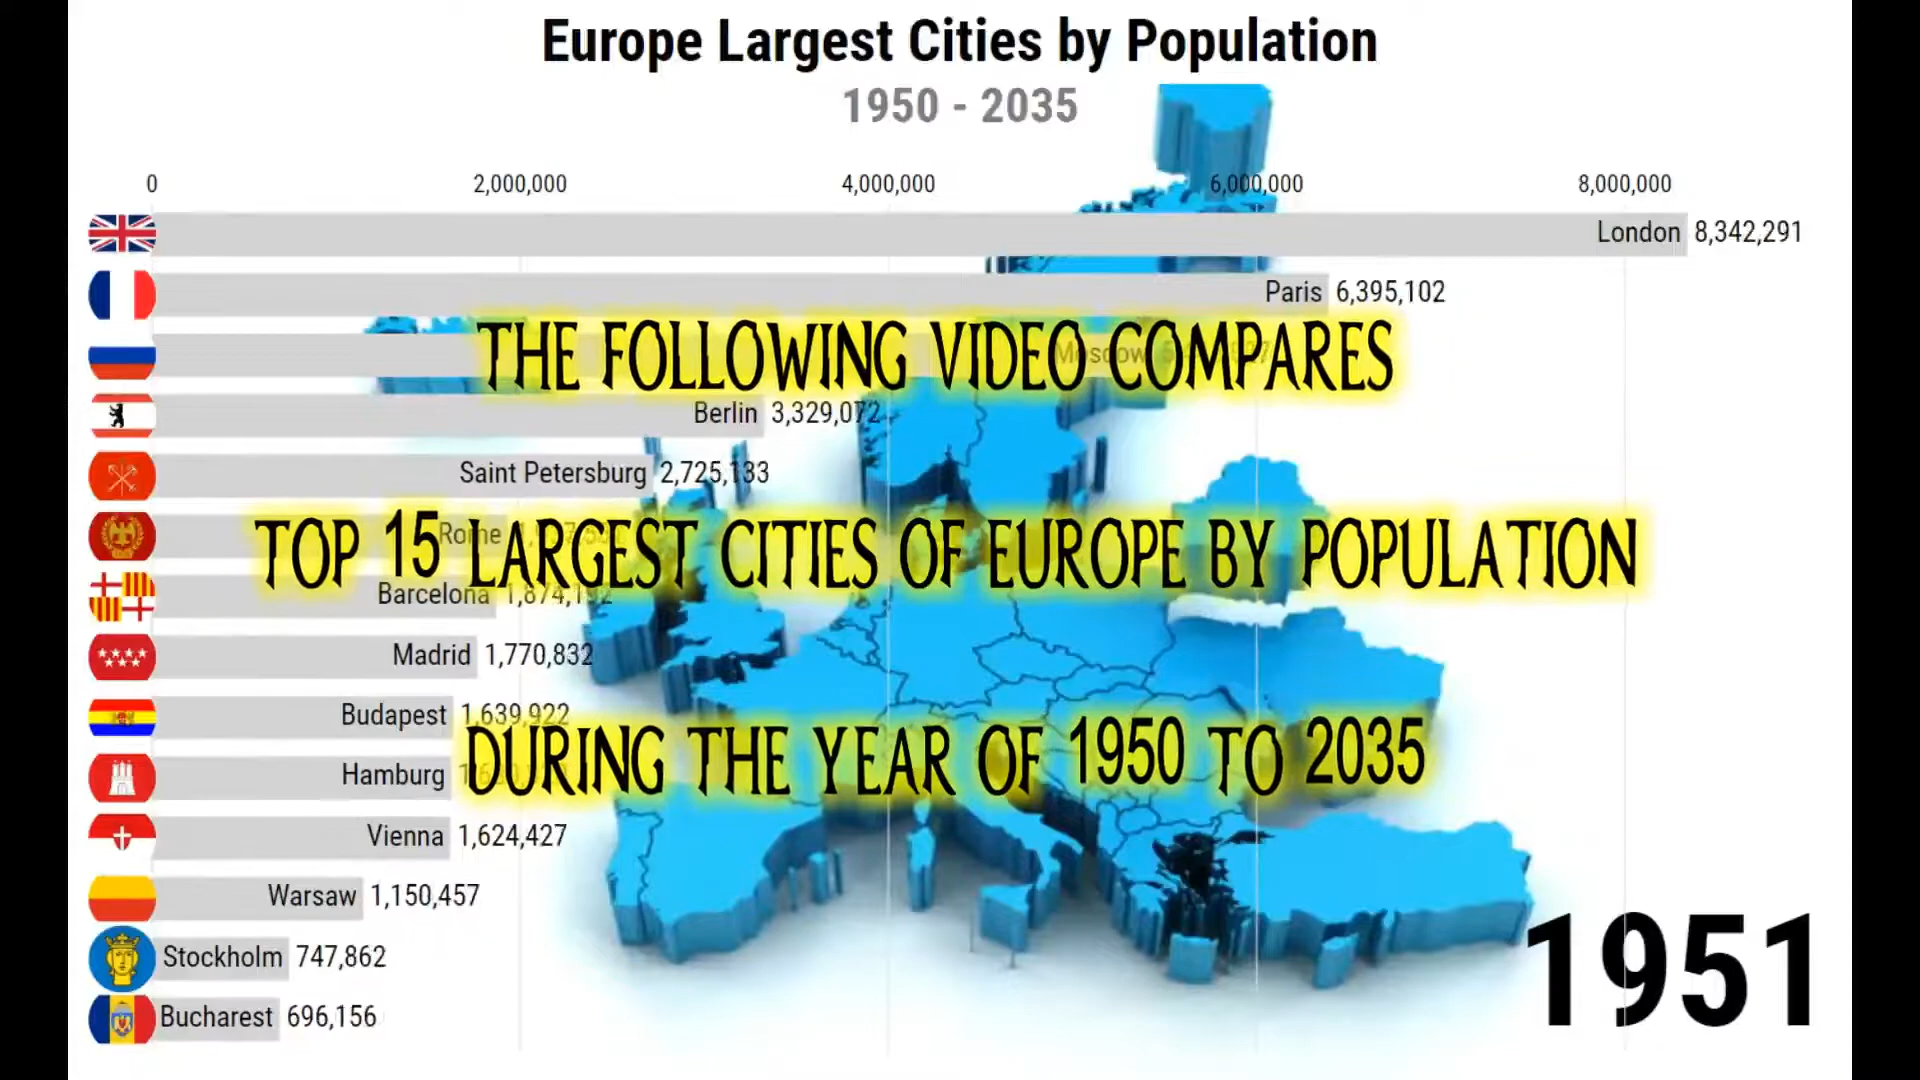 Europe Largest Cities by Population
1950 - 2035
0 2,000,000 4,000,000 6,000,000 8,000,000
London 8,342,291
Paris 6,395,102
THE FOLLOWING VIDEO COMPARES
Moscow
Berlin 3,329,072
Saint Petersburg 2,725,133
TOP 15 LARGEST CITIES OF EUROPE BY POPULATION
Rome
Barcelona
Madrid 1,770,832
Budapest 1,639,922
DURING THE YEAR OF 1950 TO 2035
Hamburg
Vienna 1,624,427
Warsaw 1,150,457
Stockholm 747,862
Bucharest 696,156
1951